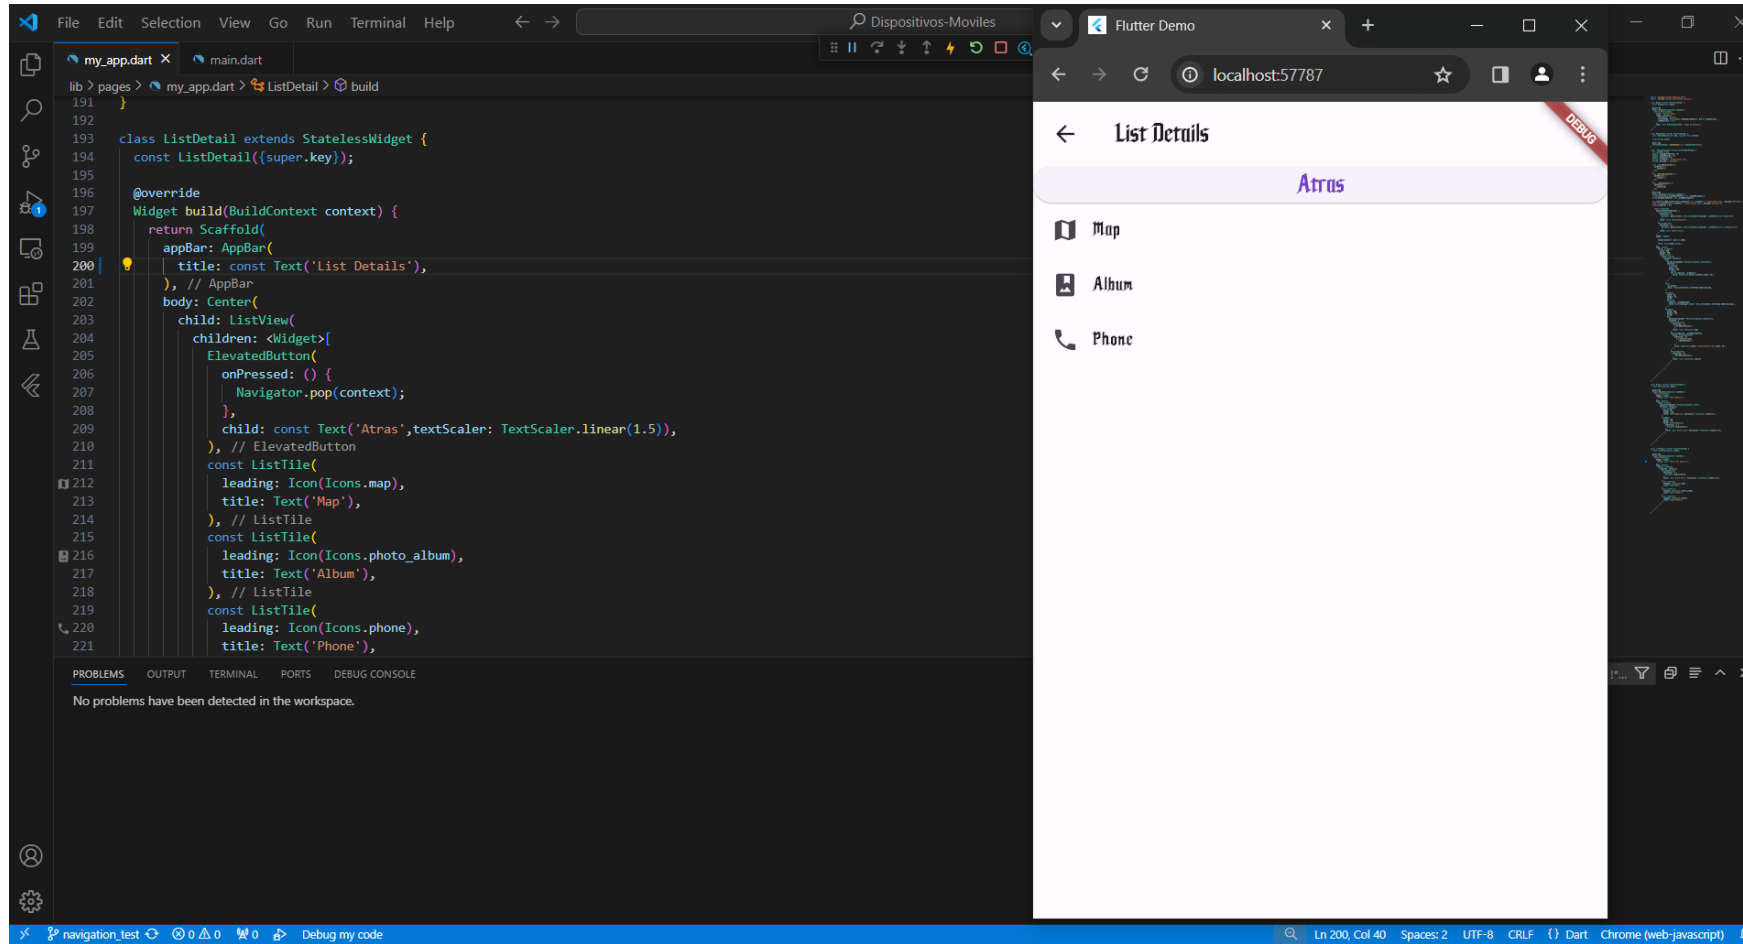 File Edit Selection View Go Run Terminal Help
Dispositivos-Moviles
my_app.dart
main.dart
lib > pages > my_app.dart > ListDetail > build
191 }
192
193 class ListDetail extends StatelessWidget {
194 const ListDetail({super.key});
195
196 @override
197 Widget build(BuildContext context) {
198 return Scaffold(
199 appBar: AppBar(
200 title: const Text('List Details'),
201 ), // AppBar
202 body: Center(
203 child: ListView(
204 children: <Widget>[
205 ElevatedButton(
206 onPressed: () {
207 Navigator.pop(context);
208 },
209 child: const Text('Atras',textScaler: TextScaler.linear(1.5)),
210 ), // ElevatedButton
211 const ListTile(
212 leading: Icon(Icons.map),
213 title: Text('Map'),
214 ), // ListTile
215 const ListTile(
216 leading: Icon(Icons.photo_album),
217 title: Text('Album'),
218 ), // ListTile
219 const ListTile(
220 leading: Icon(Icons.phone),
221 title: Text('Phone'),
PROBLEMS OUTPUT TERMINAL PORTS DEBUG CONSOLE
No problems have been detected in the workspace.
Flutter Demo
localhost:57787
DEBUG
List Details
Atras
Map
Album
Phone
1
navigation_test 0 0 0 Debug my code
Ln 200, Col 40 Spaces: 2 UTF-8 CRLF {} Dart Chrome (web-javascript)